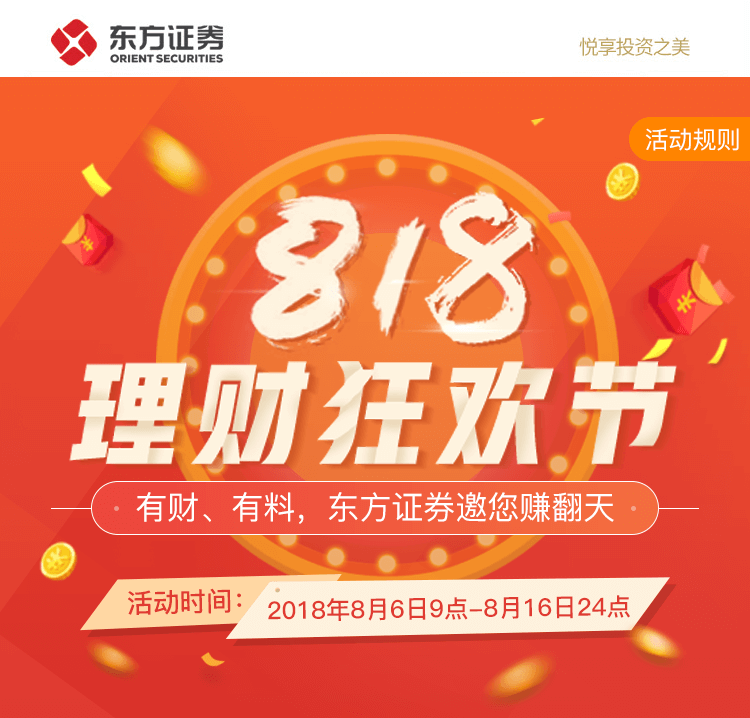 东方证券
ORIENT SECURITIES
悦享投资之美
活动规则
818
理财狂欢节
有财、有料，东方证券邀您赚翻天
活动时间：
2018年8月6日9点-8月16日24点